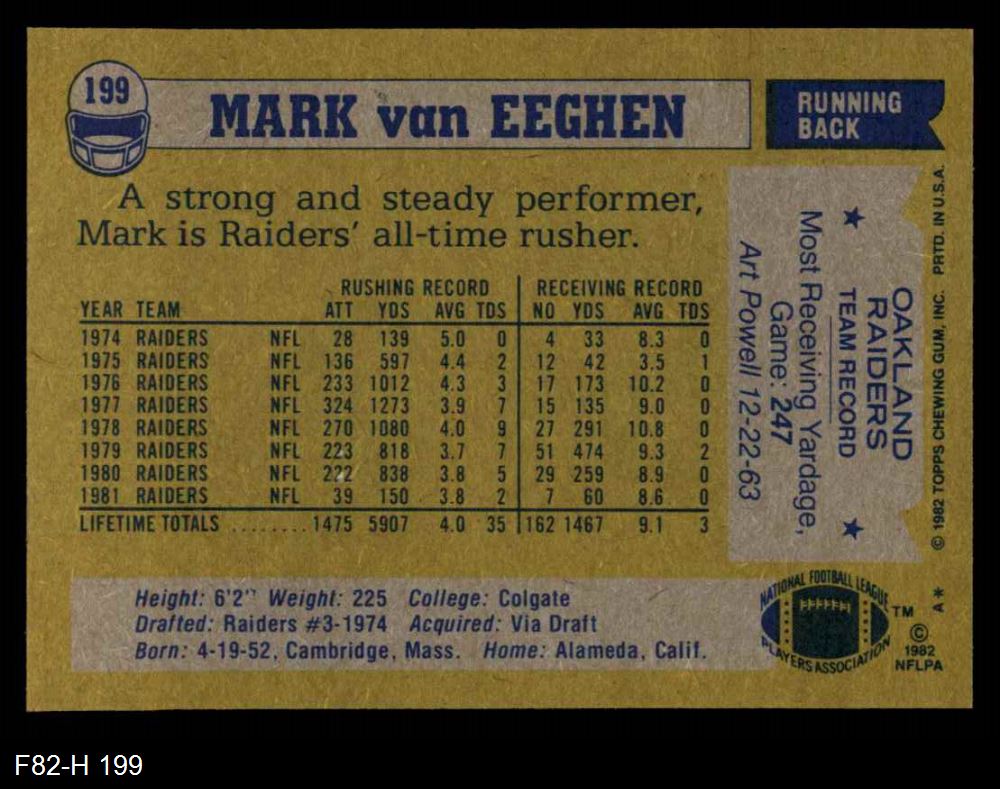 199
MARK van EEGHEN
RUNNING
BACK
A strong and steady performer,
Mark is Raiders' all-time rusher.
RUSHING RECORD RECEIVING RECORD
YEAR TEAM ATT YDS AVG TDS NO YDS AVG TDS
1974 RAIDERS NFL 28 139 5.0 0 4 33 8.3 0
1975 RAIDERS NFL 136 597 4.4 2 12 42 3.5 1
1976 RAIDERS NFL 233 1012 4.3 3 17 173 10.2 0
1977 RAIDERS NFL 324 1273 3.9 7 15 135 9.0 0
1978 RAIDERS NFL 270 1080 4.0 9 27 291 10.8 0
1979 RAIDERS NFL 223 818 3.7 7 51 474 9.3 2
1980 RAIDERS NFL 222 838 3.8 5 29 259 8.9 0
1981 RAIDERS NFL 39 150 3.8 2 7 60 8.6 0
LIFETIME TOTALS ......... 1475 5907 4.0 35 162 1467 9.1 3
OAKLAND
RAIDERS
TEAM RECORD
Most Receiving Yardage,
Game: 247
Art Powell 12-22-63
© 1982 TOPPS CHEWING GUM, INC. PRTD. IN U.S.A.
Height: 6'2" Weight: 225 College: Colgate
Drafted: Raiders #3-1974 Acquired: Via Draft
Born: 4-19-52, Cambridge, Mass. Home: Alameda, Calif.
NATIONAL FOOTBALL LEAGUE
PLAYERS ASSOCIATION
TM
©
1982
NFLPA
A*
F82-H 199